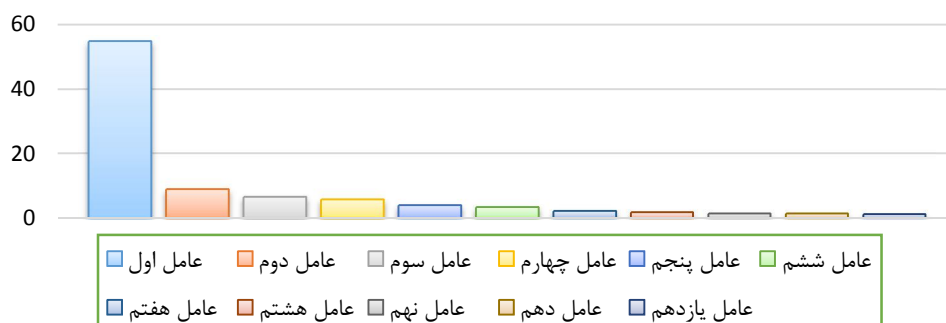 60
40
20
0
عامل اول عامل دوم عامل سوم عامل چهارم عامل پنجم عامل ششم
عامل هفتم عامل هشتم عامل نهم عامل دهم عامل یازدهم